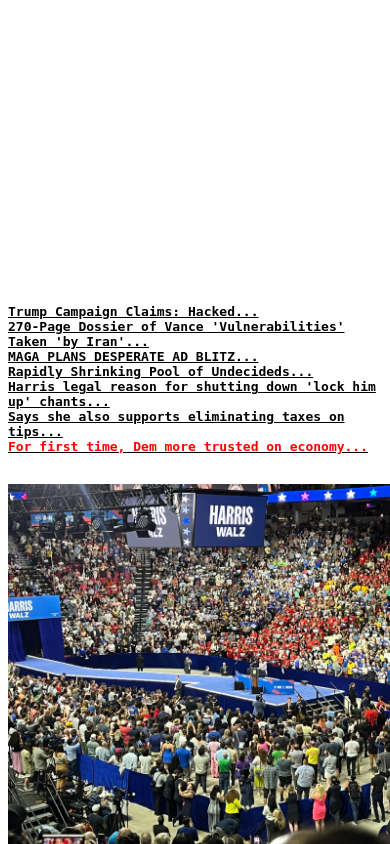 Trump Campaign Claims: Hacked...
270-Page Dossier of Vance 'Vulnerabilities'
Taken 'by Iran'...
MAGA PLANS DESPERATE AD BLITZ...
Rapidly Shrinking Pool of Undecideds...
Harris legal reason for shutting down 'lock him
up' chants...
Says she also supports eliminating taxes on
tips...
For first time, Dem more trusted on economy...
HARRIS
WALZ
HARRIS
WALZ
HARRIS
WALZ